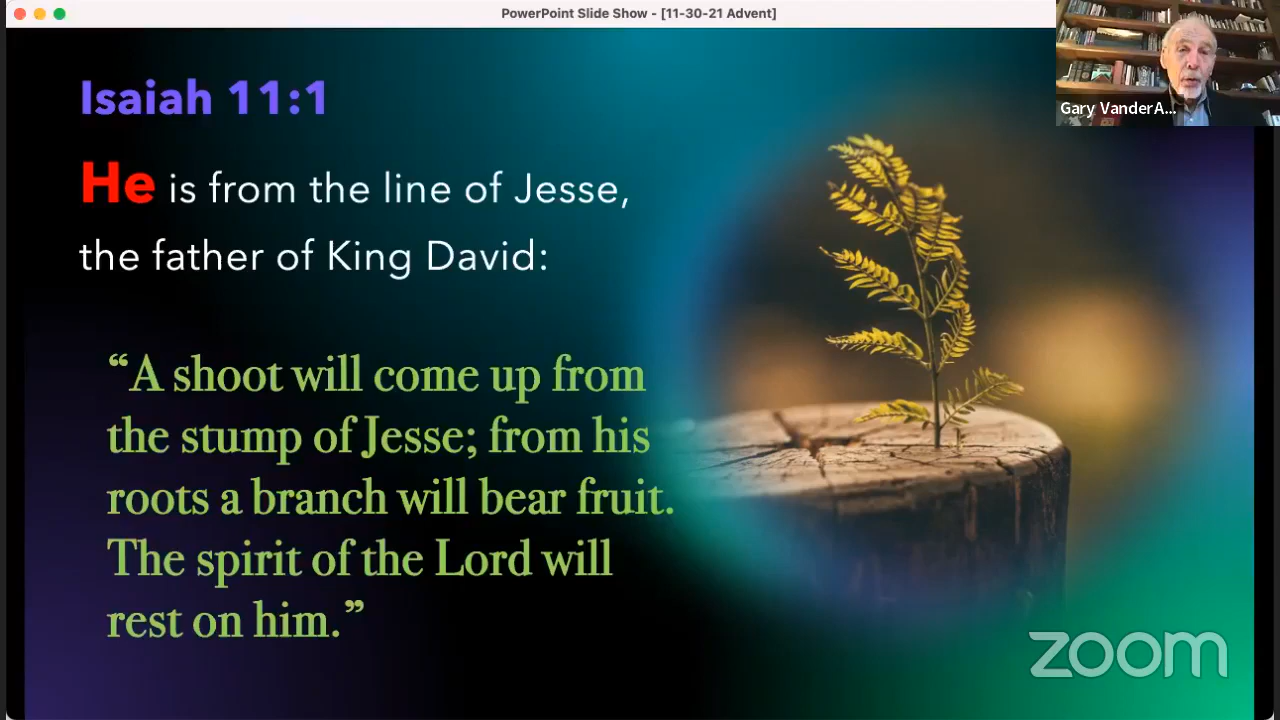 PowerPoint Slide Show - [11-30-21 Advent]
Gary VanderA...
Isaiah 11:1
He is from the line of Jesse,
the father of King David:
“A shoot will come up from
the stump of Jesse; from his
roots a branch will bear fruit.
The spirit of the Lord will
rest on him.”
zoom